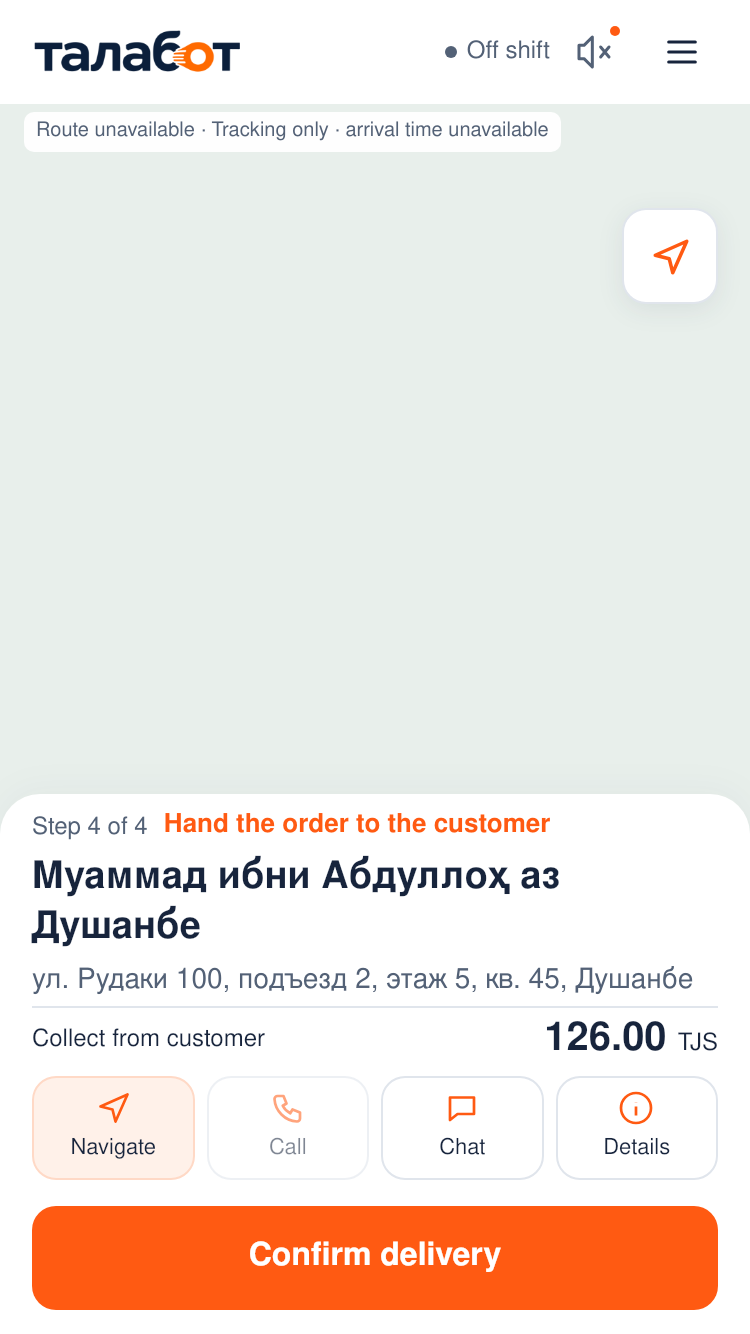 талабот
Off shift
Route unavailable · Tracking only · arrival time unavailable
Step 4 of 4 Hand the order to the customer
Муаммад ибни Абдуллоҳ аз
Душанбе
ул. Рудаки 100, подъезд 2, этаж 5, кв. 45, Душанбе
Collect from customer 126.00 TJS
Navigate Call Chat Details
Confirm delivery